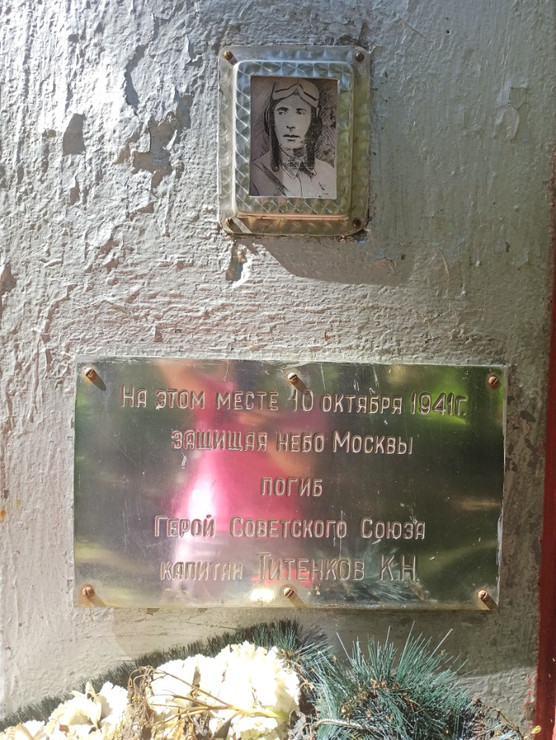 На этом месте 10 октября 1941г.
защищая небо Москвы
погиб
Герой Советского Союза
капитан Титенков К.Н.